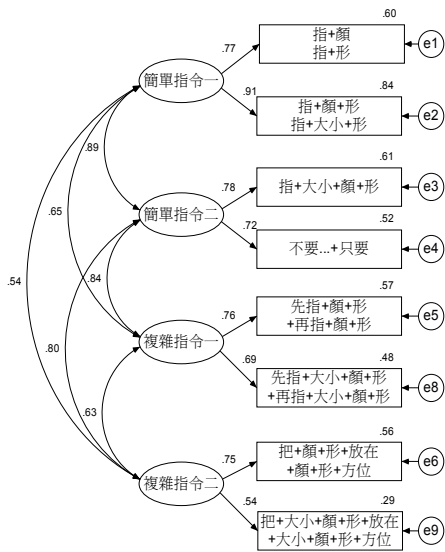 .60
指+顏
指+形
e1
.77
簡單指令一
.84
.91
指+顏+形
指+大小+形
e2
.89
.61
.78
指+大小+顏+形
e3
簡單指令二
.65
.52
.72
不要...+只要
e4
.84
.54
.57
.76
先指+顏+形
+再指+顏+形
e5
複雜指令一
.80
.48
.69
先指+大小+顏+形
+再指+大小+顏+形
e8
.63
.56
.75
把+顏+形+放在
+顏+形+方位
e6
複雜指令二
.29
.54
把+大小+顏+形+放在
+大小+顏+形+方位
e9